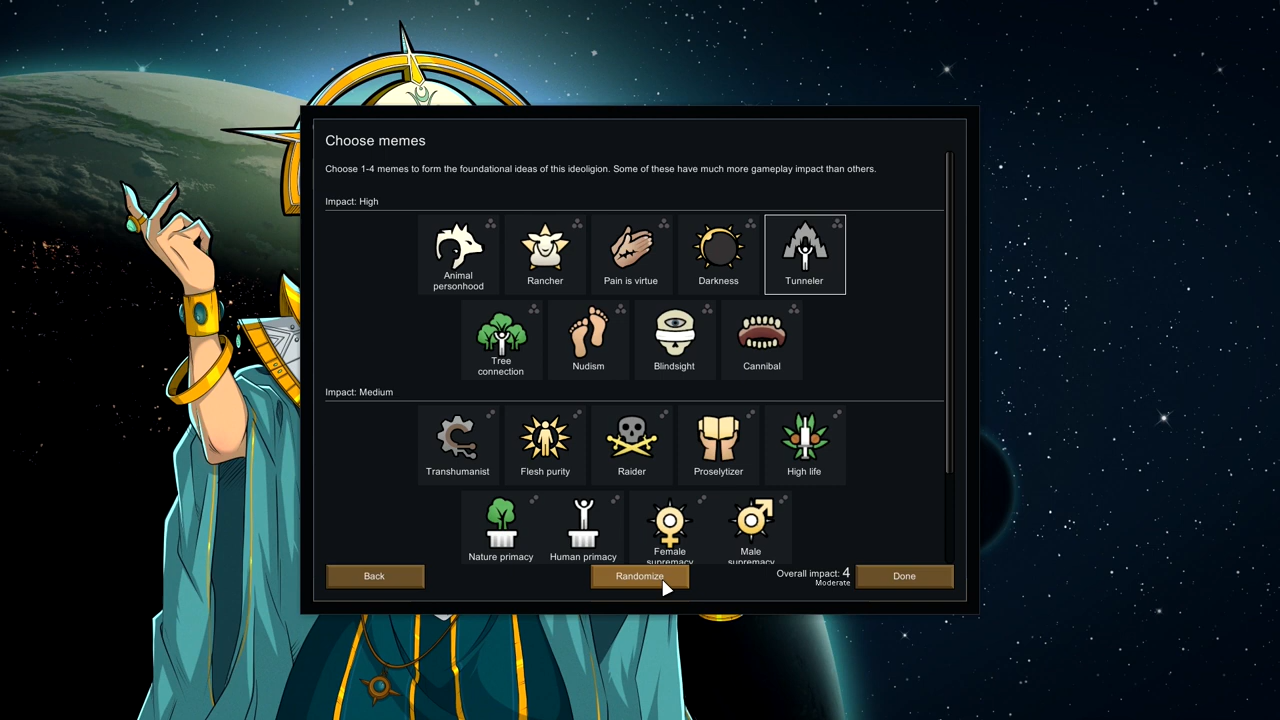 Choose memes
Choose 1-4 memes to form the foundational ideas of this ideoligion. Some of these have much more gameplay impact than others.
Impact: High
Animal
personhood
Rancher
Pain is virtue
Darkness
Tunneler
Tree
connection
Nudism
Blindsight
Cannibal
Impact: Medium
Transhumanist
Flesh purity
Raider
Proselytizer
High life
Nature primacy
Human primacy
Female
supremacy
Male
supremacy
Back
Randomize
Overall impact: 4
Moderate
Done